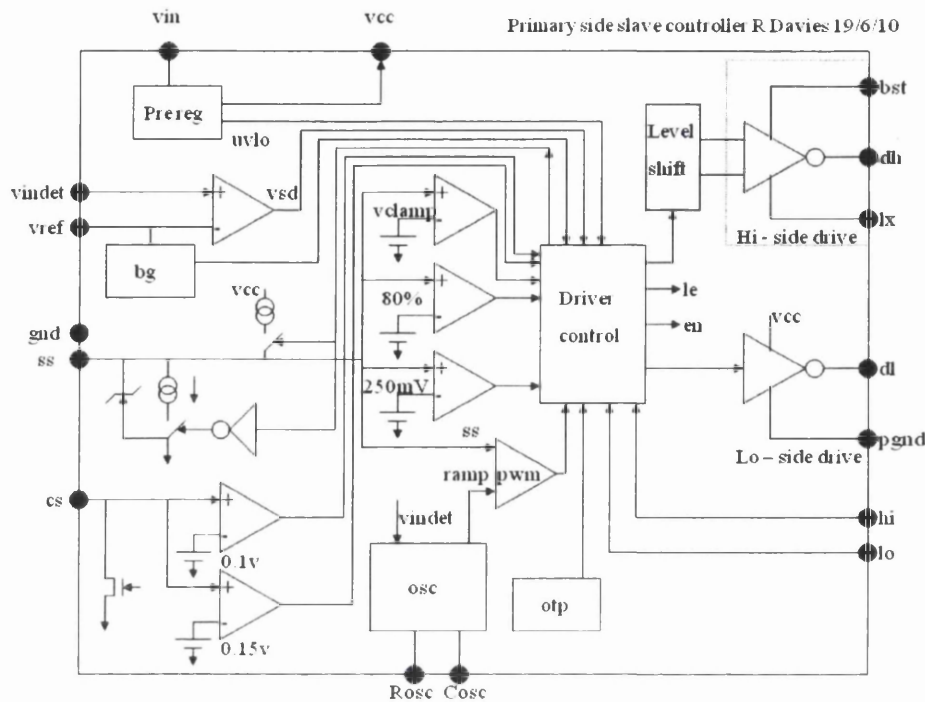 vin
vcc
Primary side slave controller R Davies 19/6/10
Prereg
uvlo
bst
Level
shift
dh
vindet
vsd
vref
vclamp
lx
Hi - side drive
bg
vcc
80%
Driver
control
le
en
gnd
ss
vcc
dl
250mV
ss
pgnd
Lo – side drive
cs
ramp pwm
vindet
hi
lo
0.1v
osc
otp
0.15v
Rosc
Cosc